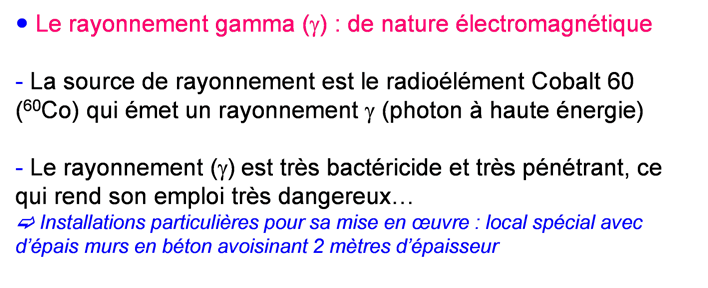 • Le rayonnement gamma (γ) : de nature électromagnétique
- La source de rayonnement est le radioélément Cobalt 60
(⁶⁰Co) qui émet un rayonnement γ (photon à haute énergie)
- Le rayonnement (γ) est très bactéricide et très pénétrant, ce
qui rend son emploi très dangereux…
⇨ Installations particulières pour sa mise en œuvre : local spécial avec
d’épais murs en béton avoisinant 2 mètres d’épaisseur